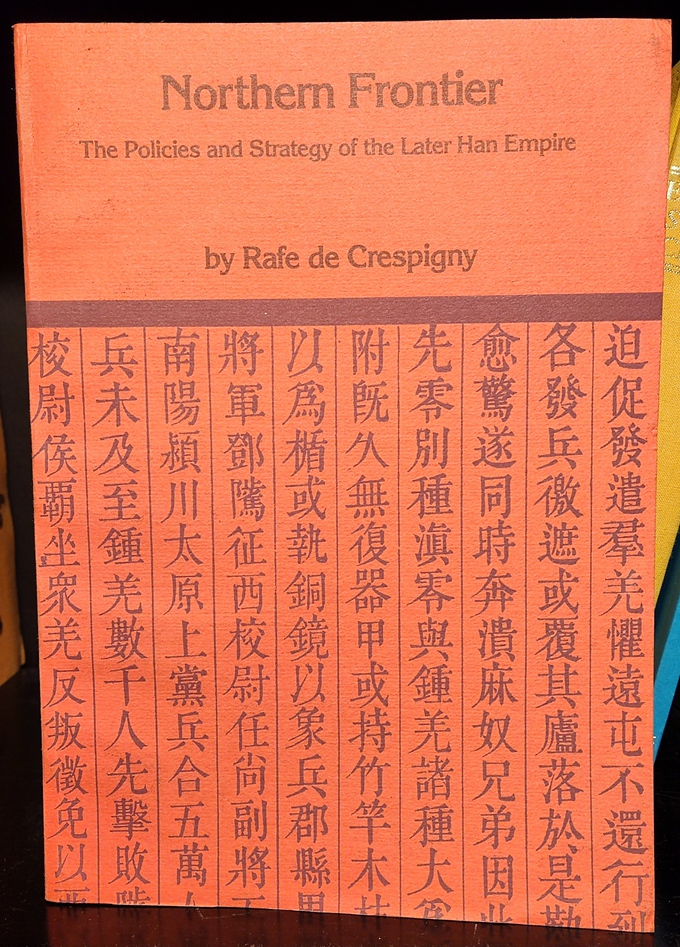 Northern Frontier
The Policies and Strategy of the Later Han Empire
by Rafe de Crespigny
迫促發遣羣羌懼遠屯不還行到
各發兵徼遮或覆其廬落於是勒
愈驚遂同時奔潰麻奴兄弟因
先零別種滇零與鍾羌諸種大爲
附旣久無復器甲或持竹竿木
以爲楯或執銅鏡以象兵郡縣
將軍鄧騭征西校尉任尚副將
南陽潁川太原上黨兵合五萬
兵未及至鍾羌數千人先擊敗
校尉侯霸坐衆羌反叛徵免以西